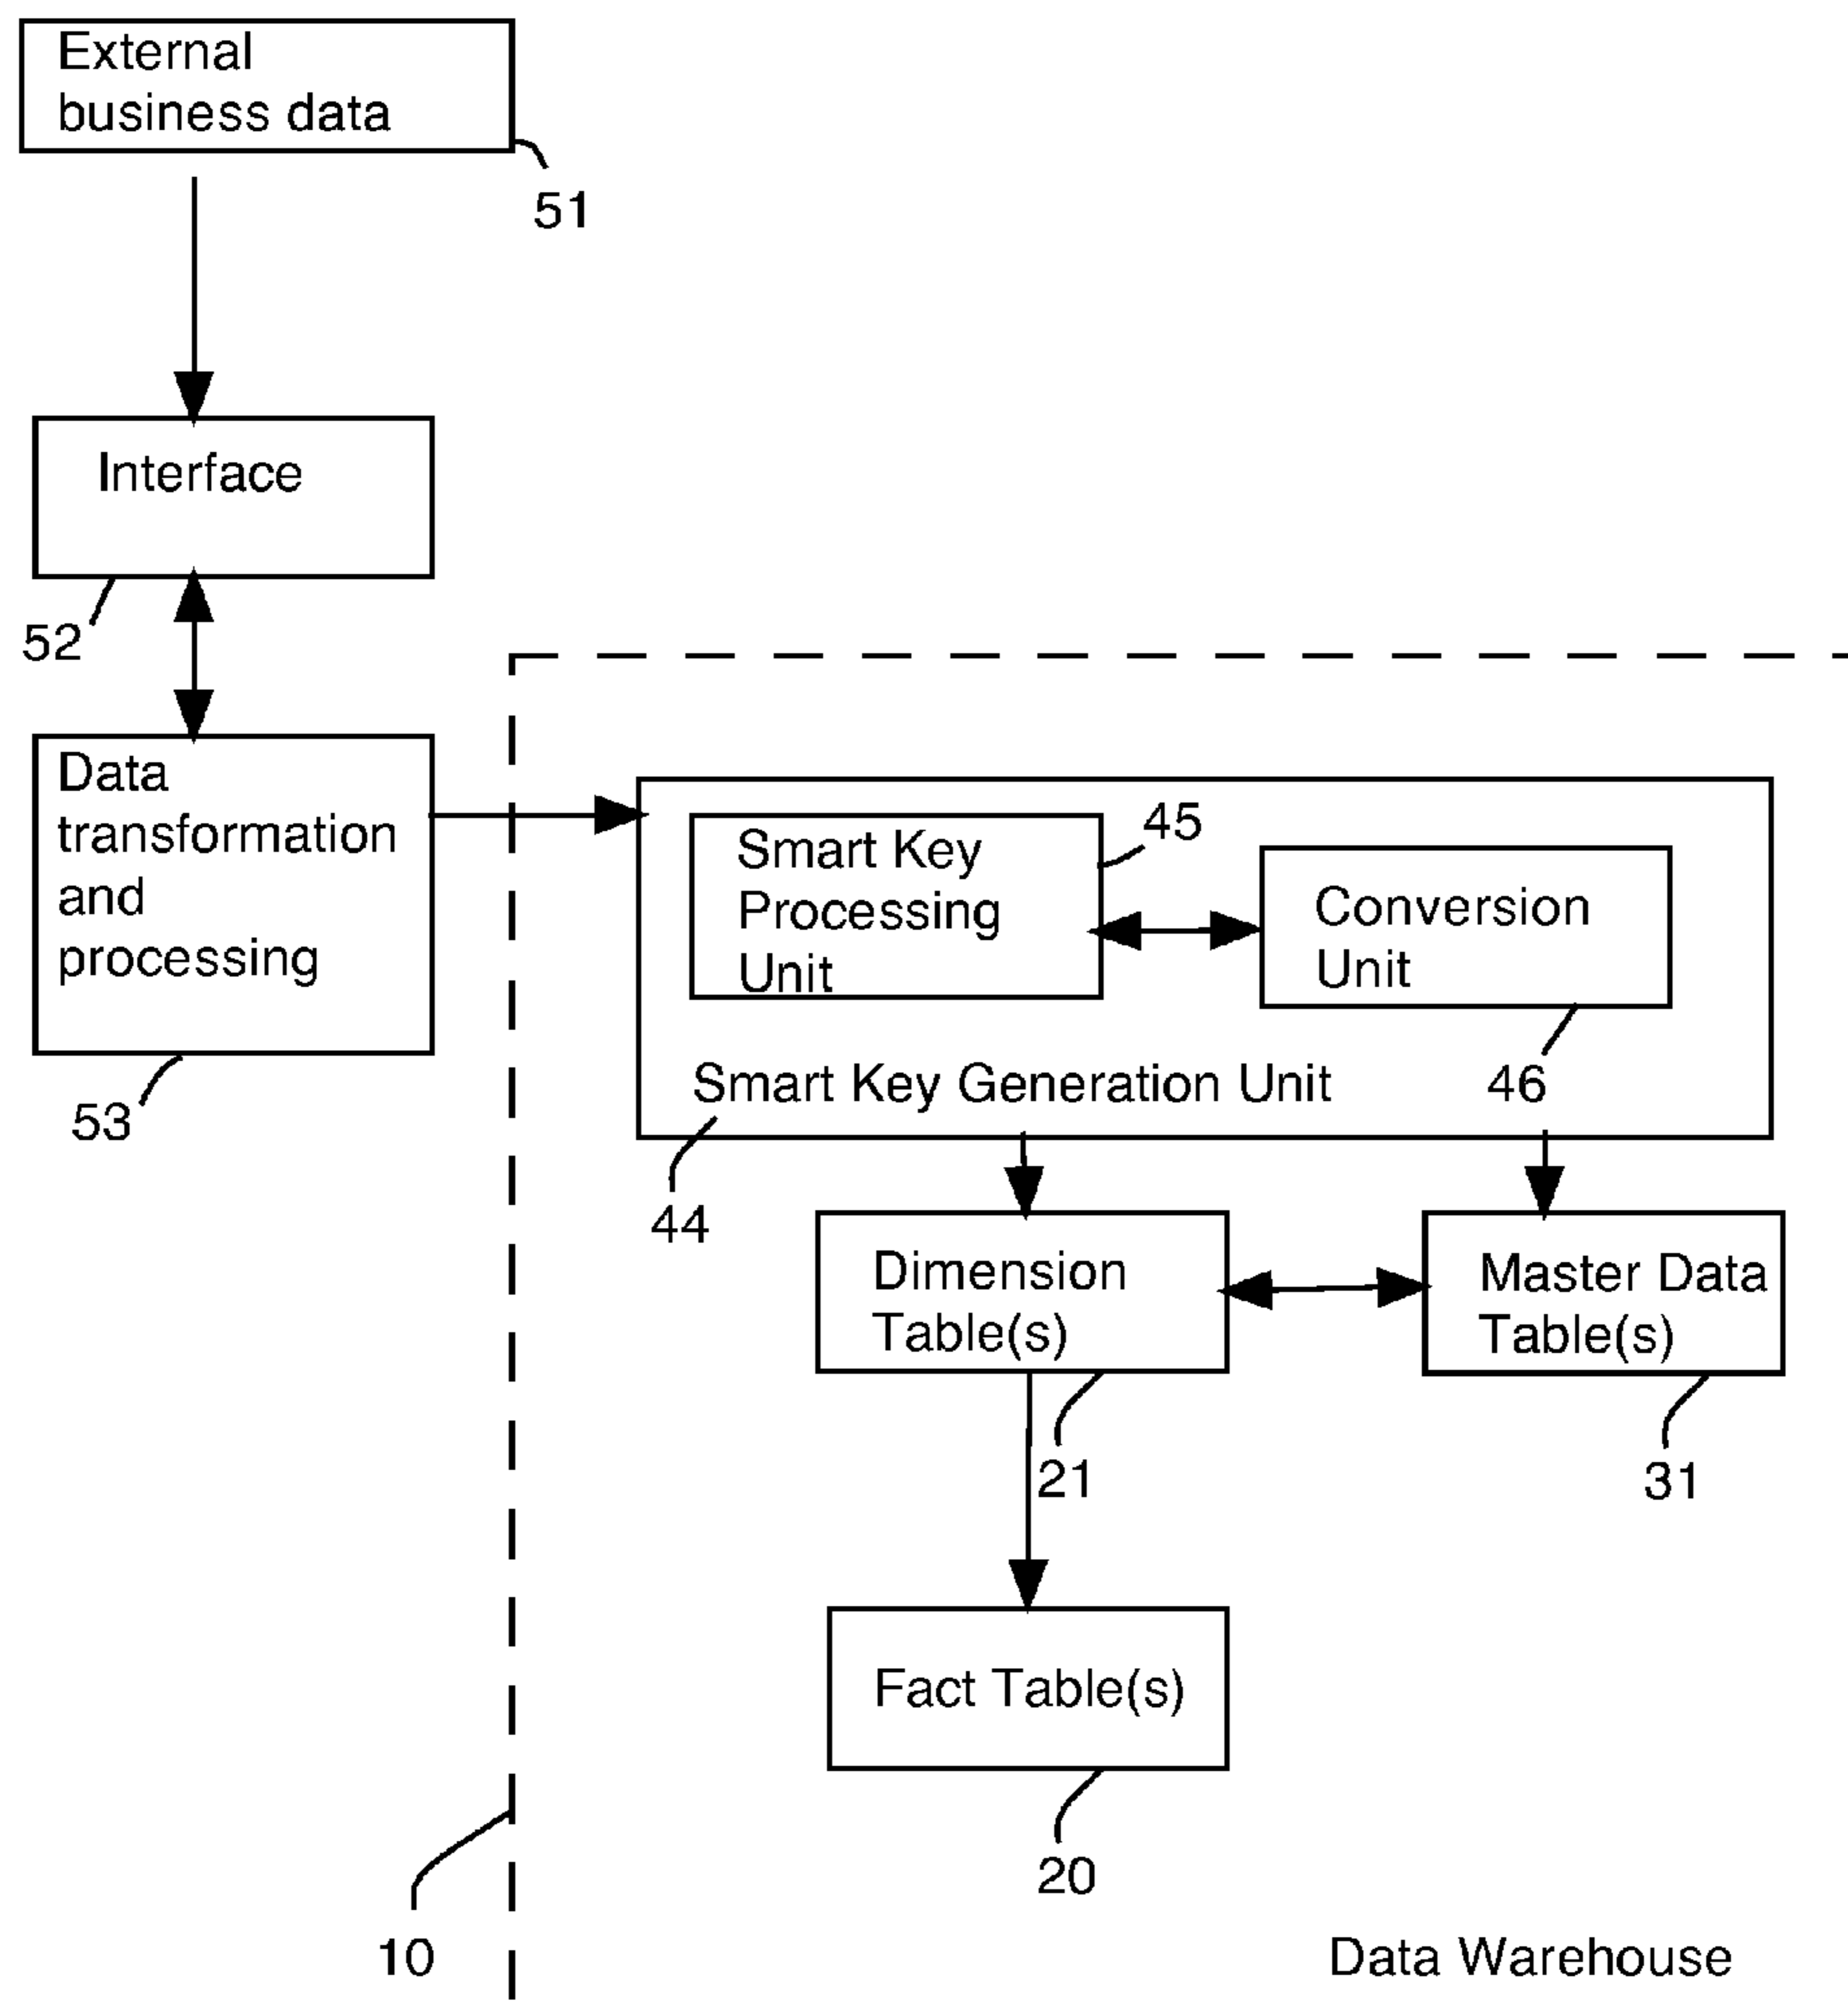 External
business data
51
Interface
52
Data
transformation
and
processing
53
Smart Key
Processing
Unit
45
Conversion
Unit
46
Smart Key Generation Unit
44
Dimension
Table(s)
21
Master Data
Table(s)
31
Fact Table(s)
20
10
Data Warehouse